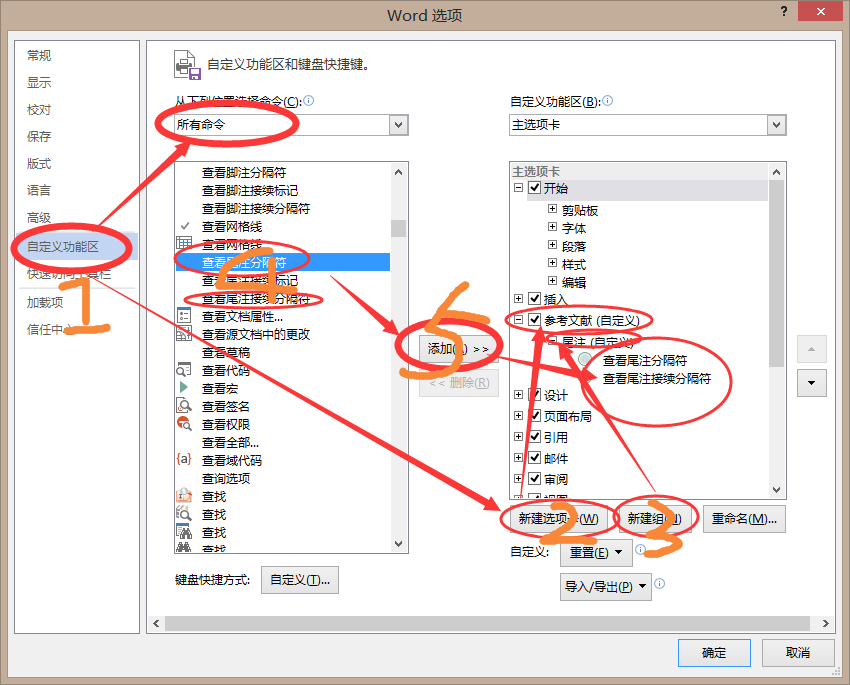 Word 选项
?
常规
显示
校对
保存
版式
语言
高级
自定义功能区
快速访问工具栏
加载项
信任中心
自定义功能区和键盘快捷键。
从下列位置选择命令(C):
所有命令
查看脚注分隔符
查看脚注接续标记
查看脚注接续分隔符
查看网格线
查看网格线
查看尾注分隔符
查看尾注接续标记
查看尾注接续分隔符
查看文档属性...
查看源文档中的更改
查看草稿
查看代码
查看宏
查看签名
查看权限
查看全部...
{a} 查看域代码
查询选项
查找
查找
查找
查找
键盘快捷方式:
自定义(T)...
添加(A) >>
<< 删除(R)
自定义功能区(B):
主选项卡
主选项卡
开始
剪贴板
字体
段落
样式
编辑
插入
参考文献 (自定义)
尾注 (自定义)
查看尾注分隔符
查看尾注接续分隔符
设计
页面布局
引用
邮件
审阅
视图
新建选项卡(W)
新建组(N)
重命名(M)...
自定义:
重置(E)
导入/导出(P)
确定
取消
1
2
3
4
5